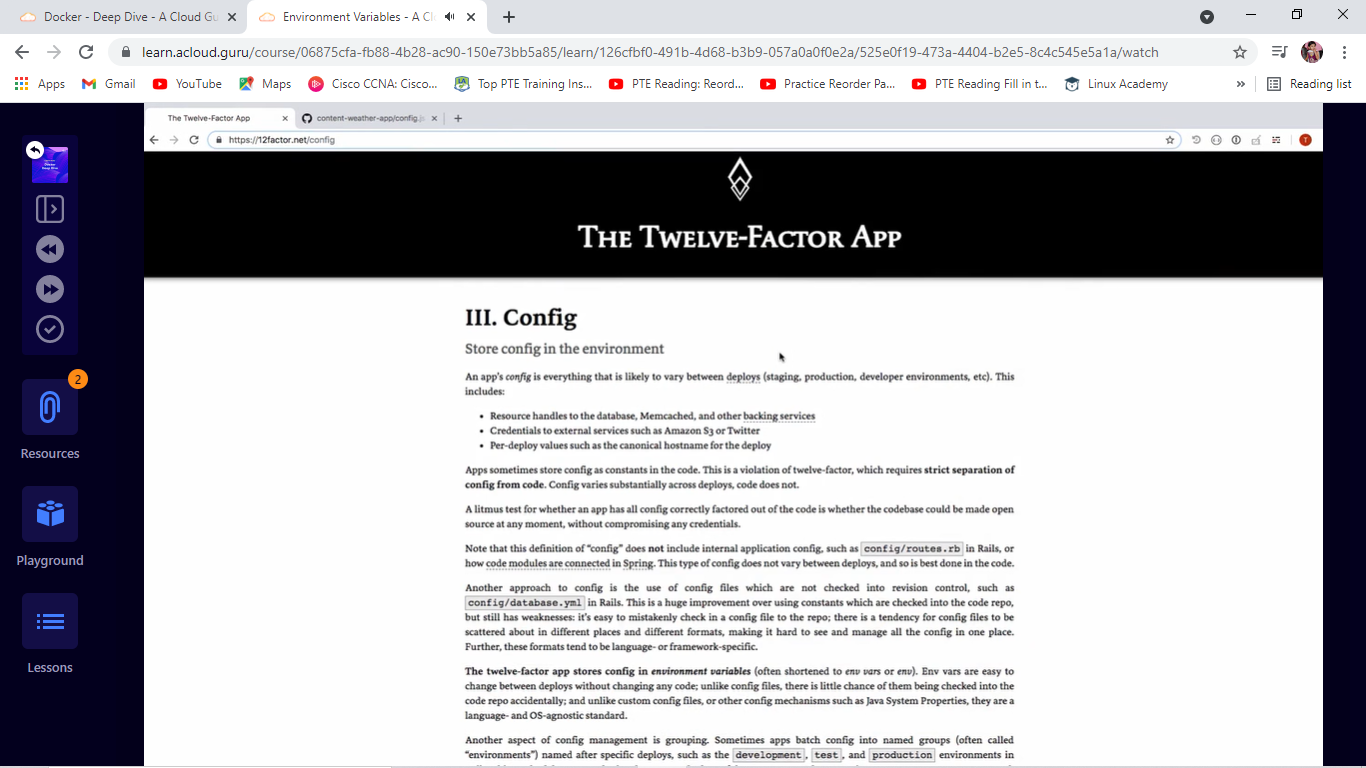 Docker - Deep Dive - A Cloud Gu
Environment Variables - A Cl
learn.acloud.guru/course/06875cfa-fb88-4b28-ac90-150e73bb5a85/learn/126cfbf0-491b-4d68-b3b9-057a0a0f0e2a/525e0f19-473a-4404-b2e5-8c4c545e5a1a/watch
Apps
Gmail
YouTube
Maps
Cisco CCNA: Cisco...
Top PTE Training Ins...
PTE Reading: Reord...
Practice Reorder Pa...
PTE Reading Fill in t...
Linux Academy
»
Reading list
The Twelve-Factor App
content-weather-app/config.js
https://12factor.net/config
T
Docker
Deep Dive
2
Resources
Playground
Lessons
The Twelve-Factor App
III. Config
Store config in the environment
An app's config is everything that is likely to vary between deploys (staging, production, developer environments, etc). This
includes:
• Resource handles to the database, Memcached, and other backing services
• Credentials to external services such as Amazon S3 or Twitter
• Per-deploy values such as the canonical hostname for the deploy
Apps sometimes store config as constants in the code. This is a violation of twelve-factor, which requires strict separation of
config from code. Config varies substantially across deploys, code does not.
A litmus test for whether an app has all config correctly factored out of the code is whether the codebase could be made open
source at any moment, without compromising any credentials.
Note that this definition of “config” does not include internal application config, such as config/routes.rb in Rails, or
how code modules are connected in Spring. This type of config does not vary between deploys, and so is best done in the code.
Another approach to config is the use of config files which are not checked into revision control, such as
config/database.yml in Rails. This is a huge improvement over using constants which are checked into the code repo,
but still has weaknesses: it's easy to mistakenly check in a config file to the repo; there is a tendency for config files to be
scattered about in different places and different formats, making it hard to see and manage all the config in one place.
Further, these formats tend to be language- or framework-specific.
The twelve-factor app stores config in environment variables (often shortened to env vars or env). Env vars are easy to
change between deploys without changing any code; unlike config files, there is little chance of them being checked into the
code repo accidentally; and unlike custom config files, or other config mechanisms such as Java System Properties, they are a
language- and OS-agnostic standard.
Another aspect of config management is grouping. Sometimes apps batch config into named groups (often called
“environments”) named after specific deploys, such as the development, test, and production environments in